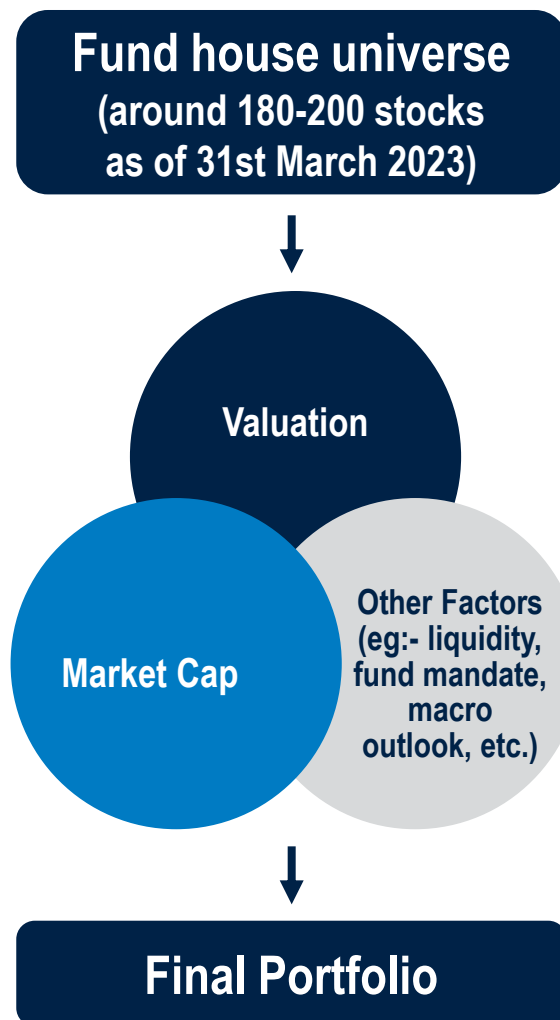 Fund house universe
(around 180-200 stocks
as of 31st March 2023)
Valuation
Market Cap
Other Factors
(eg:- liquidity,
fund mandate,
macro
outlook, etc.)
Final Portfolio